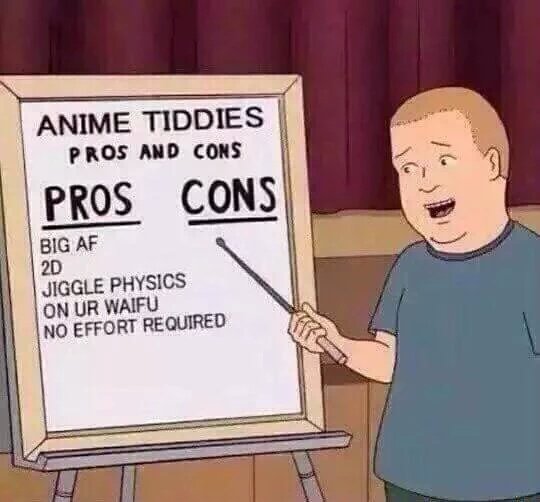 ANIME TIDDIES
PROS AND CONS
PROS CONS
BIG AF
2D
JIGGLE PHYSICS
ON UR WAIFU
NO EFFORT REQUIRED